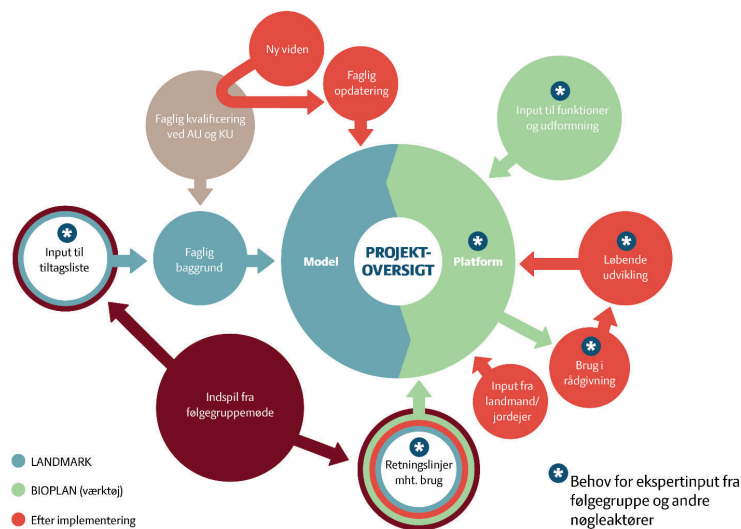 Ny viden
Faglig
opdatering
Faglig kvalificering
ved AU og KU
Input til funktioner
og udformning
Input til
tiltagsliste
Faglig
baggrund
Model
PROJEKT-
OVERSIGT
Platform
Løbende
udvikling
Brug i
rådgivning
Input fra
landmand/
jordejer
Indspil fra
følgegruppemøde
Retningslinjer
mht. brug
LANDMARK
BIOPLAN (værktøj)
Efter implementering
Behov for ekspertinput fra
følgegruppe og andre
nøgleaktører